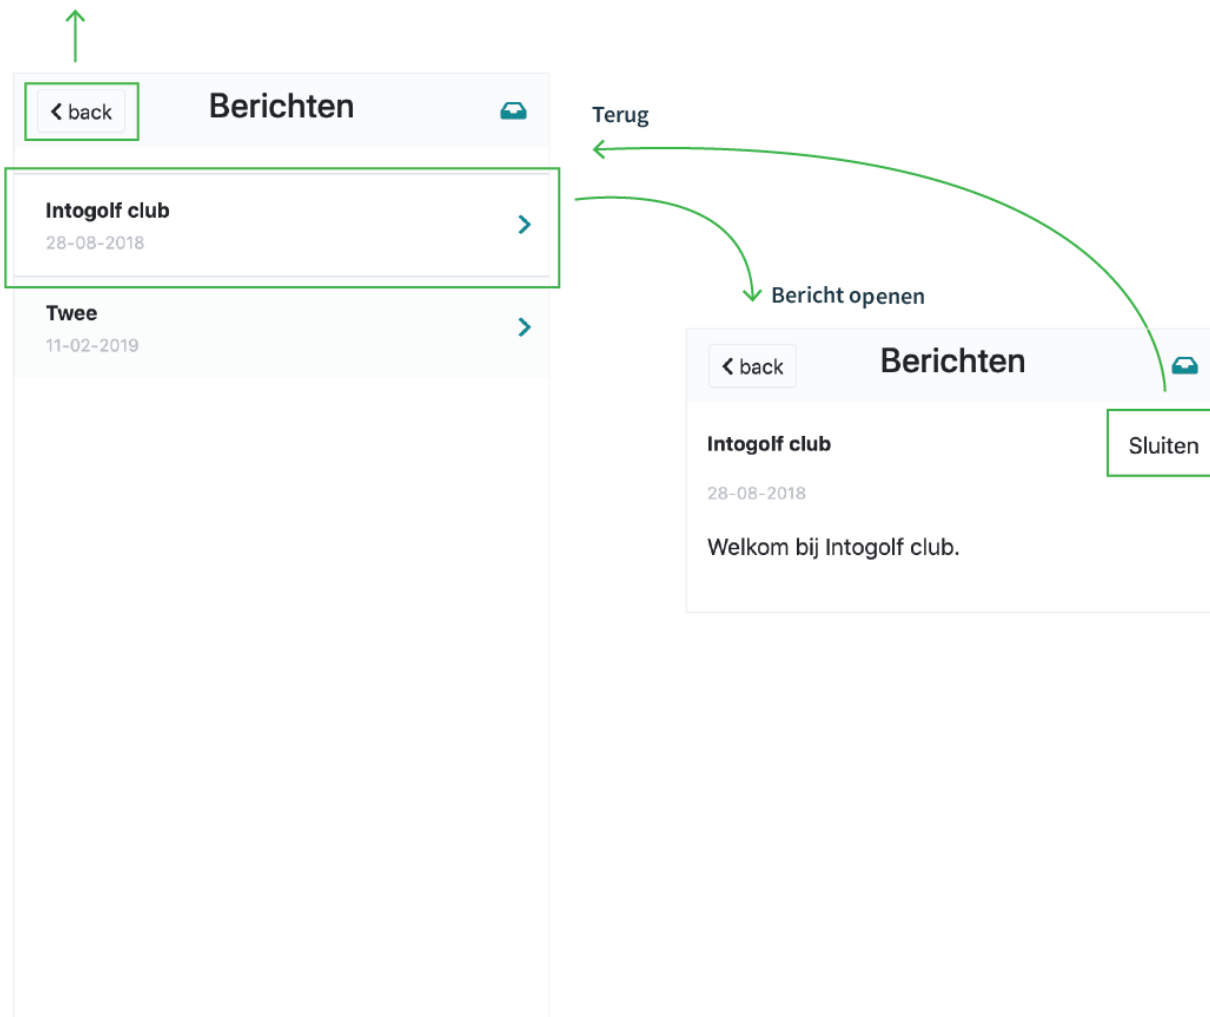 back
Berichten
Intogolf club
28-08-2018
Twee
11-02-2019
Terug
Bericht openen
back
Berichten
Intogolf club
Sluiten
28-08-2018
Welkom bij Intogolf club.